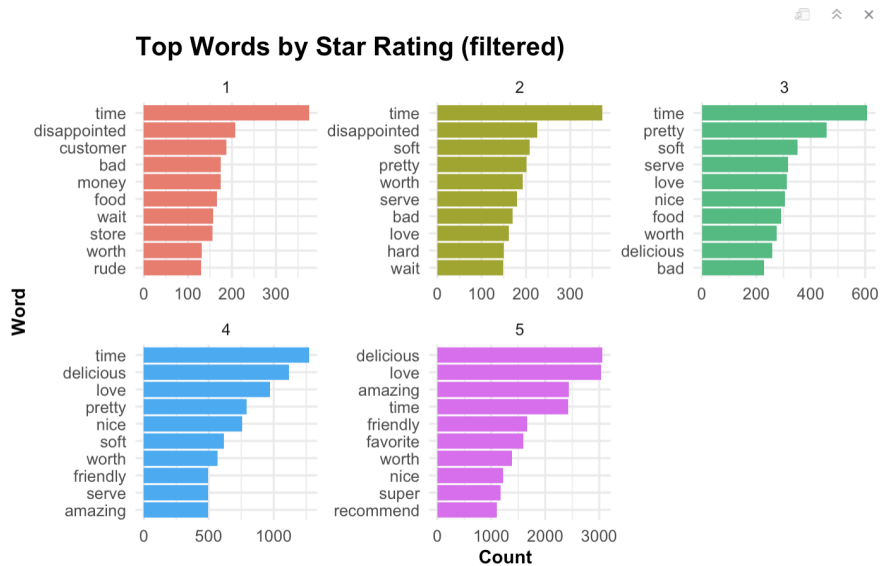 Top Words by Star Rating (filtered)
1
time
disappointed
customer
bad
money
food
wait
store
worth
rude
0 100 200 300
2
time
disappointed
soft
pretty
worth
serve
bad
love
hard
wait
0 100 200 300
3
time
pretty
soft
serve
love
nice
food
worth
delicious
bad
0 200 400 600
4
time
delicious
love
pretty
nice
soft
worth
friendly
serve
amazing
0 500 1000
5
delicious
love
amazing
time
friendly
favorite
worth
nice
super
recommend
0 1000 2000 3000
Word
Count